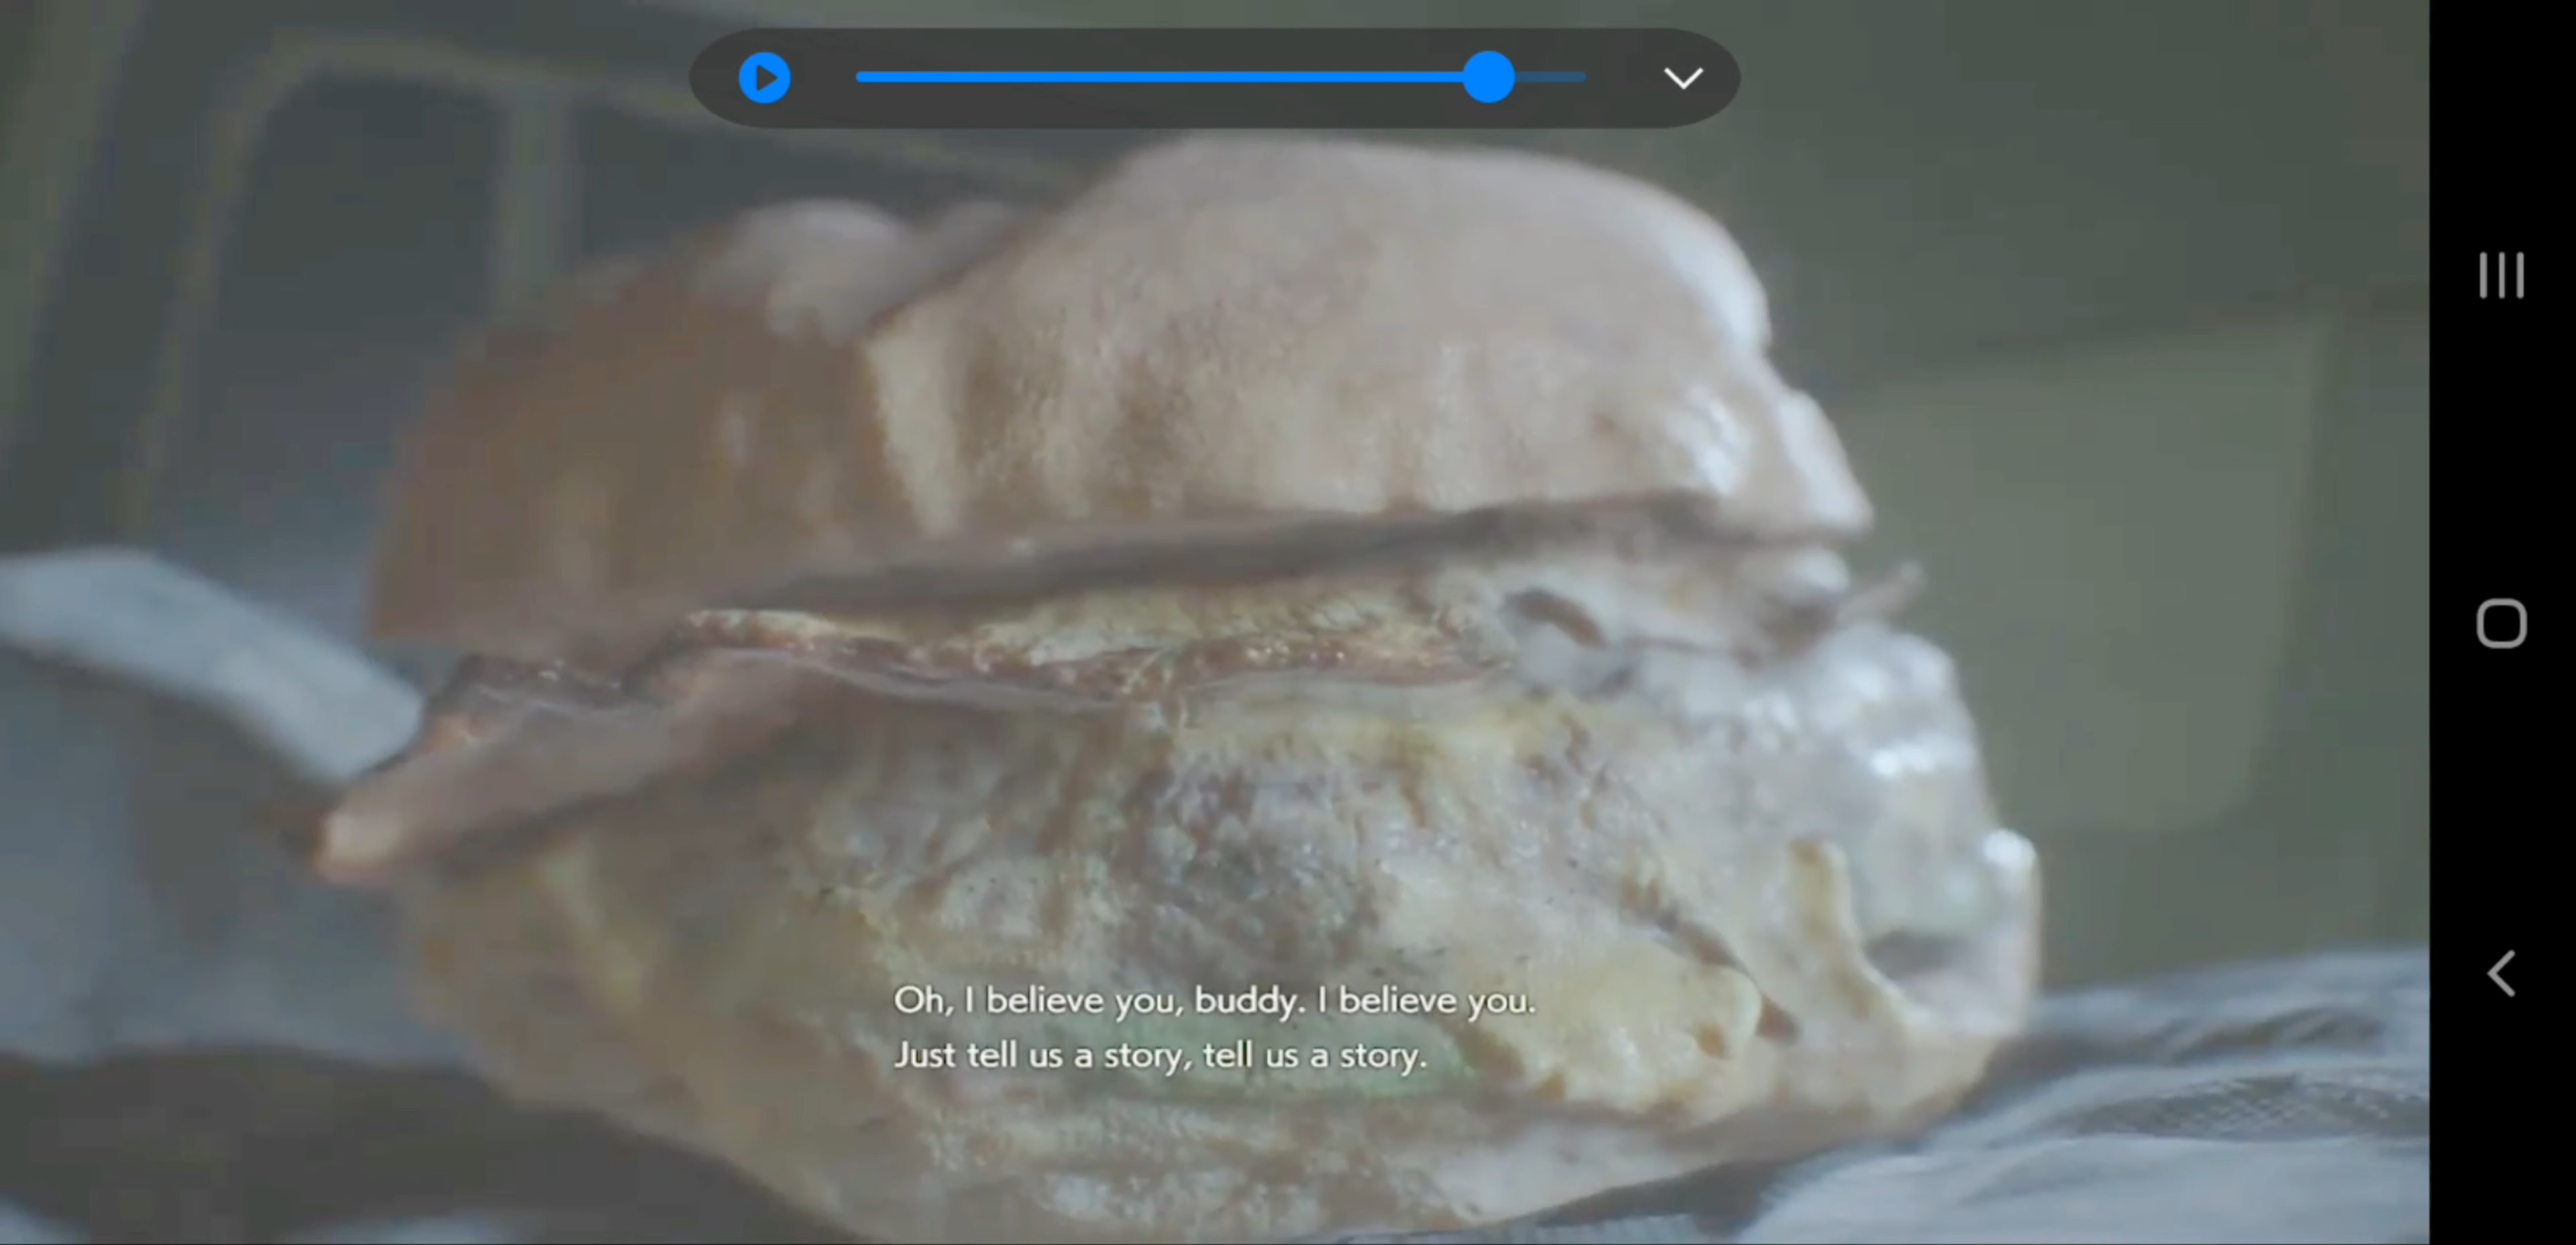 Oh, I believe you, buddy. I believe you.
Just tell us a story, tell us a story.